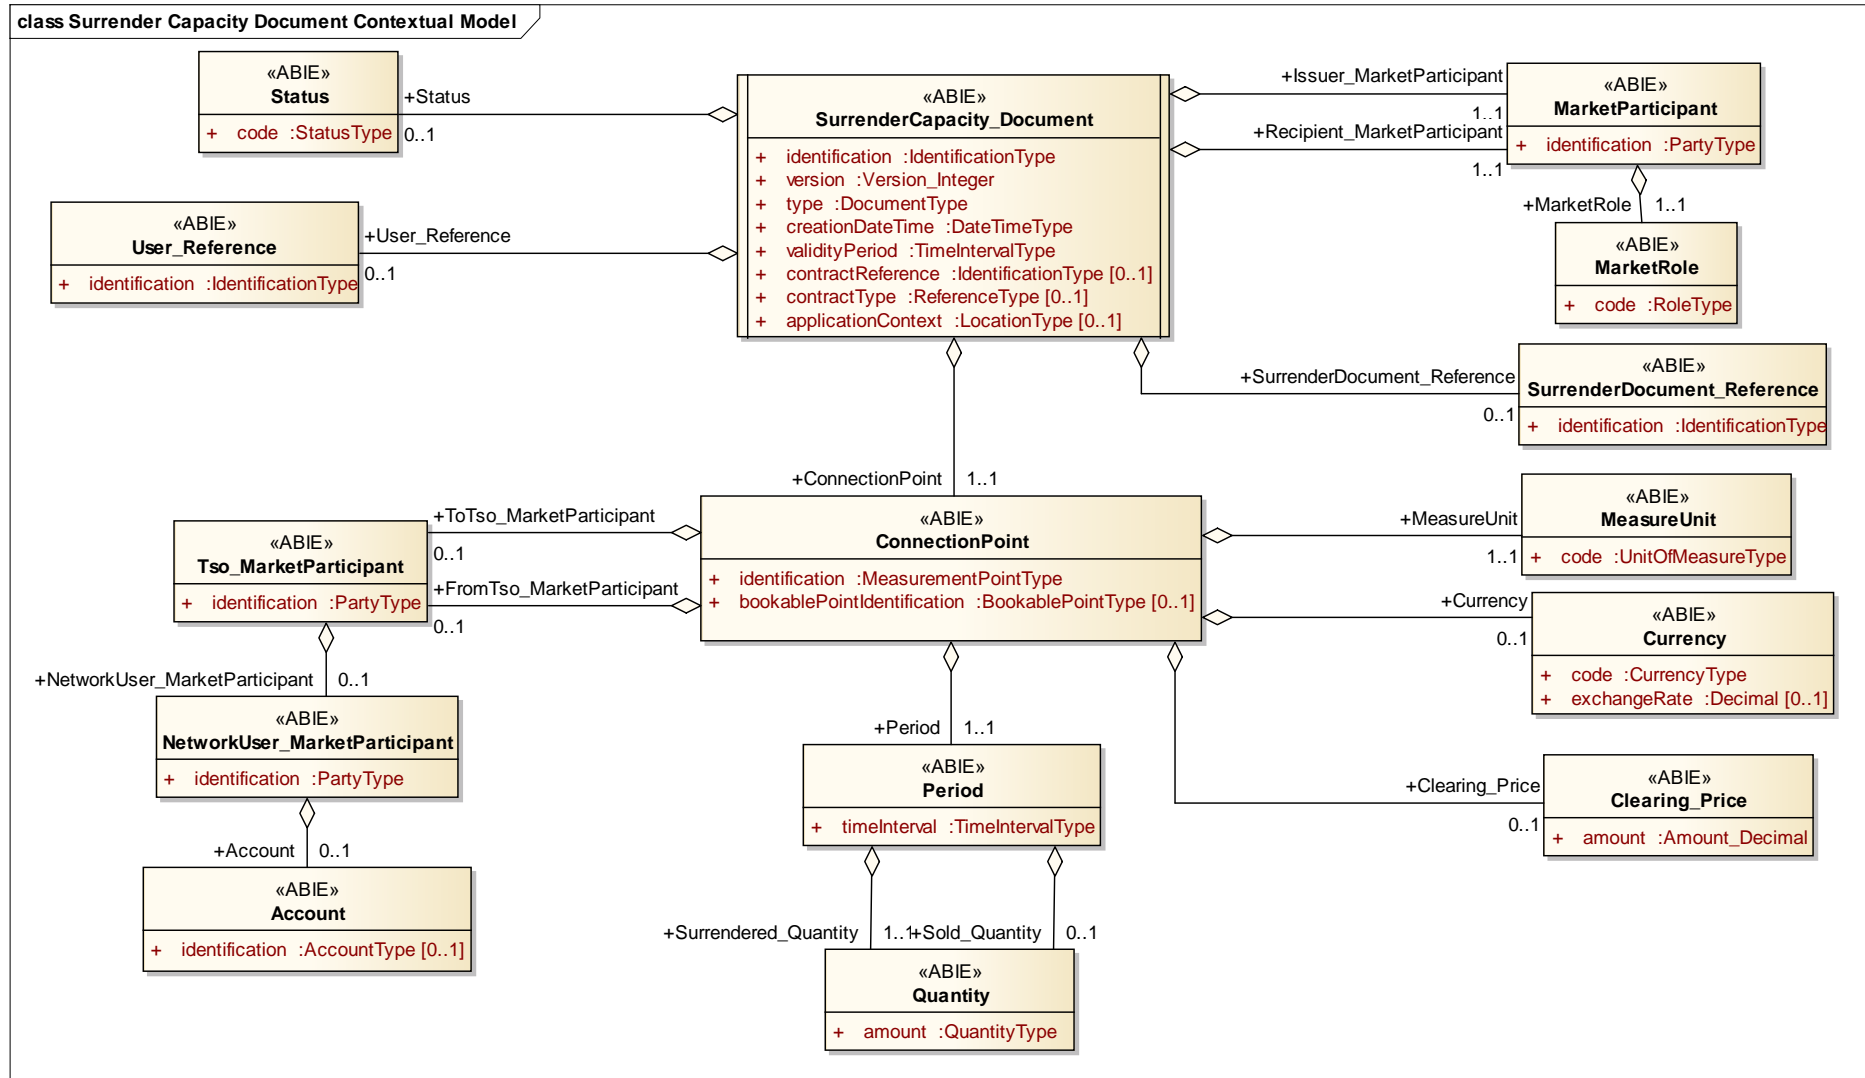 class Surrender Capacity Document Contextual Model
«ABIE»
Status
+ code :StatusType
+Status
0..1
«ABIE»
SurrenderCapacity_Document
+ identification :IdentificationType
+ version :Version_Integer
+ type :DocumentType
+ creationDateTime :DateTimeType
+ validityPeriod :TimeIntervalType
+ contractReference :IdentificationType [0..1]
+ contractType :ReferenceType [0..1]
+ applicationContext :LocationType [0..1]
+Issuer_MarketParticipant
1..1
+Recipient_MarketParticipant
1..1
«ABIE»
MarketParticipant
+ identification :PartyType
+MarketRole
1..1
«ABIE»
MarketRole
+ code :RoleType
«ABIE»
User_Reference
+ identification :IdentificationType
+User_Reference
0..1
+SurrenderDocument_Reference
0..1
«ABIE»
SurrenderDocument_Reference
+ identification :IdentificationType
+ConnectionPoint
1..1
«ABIE»
ConnectionPoint
+ identification :MeasurementPointType
+ bookablePointIdentification :BookablePointType [0..1]
+ToTso_MarketParticipant
0..1
+FromTso_MarketParticipant
0..1
«ABIE»
Tso_MarketParticipant
+ identification :PartyType
+NetworkUser_MarketParticipant
0..1
«ABIE»
NetworkUser_MarketParticipant
+ identification :PartyType
+Account
0..1
«ABIE»
Account
+ identification :AccountType [0..1]
+MeasureUnit
1..1
«ABIE»
MeasureUnit
+ code :UnitOfMeasureType
+Currency
0..1
«ABIE»
Currency
+ code :CurrencyType
+ exchangeRate :Decimal [0..1]
+Clearing_Price
0..1
«ABIE»
Clearing_Price
+ amount :Amount_Decimal
+Period
1..1
«ABIE»
Period
+ timeInterval :TimeIntervalType
+Surrendered_Quantity
1..1
+Sold_Quantity
0..1
«ABIE»
Quantity
+ amount :QuantityType